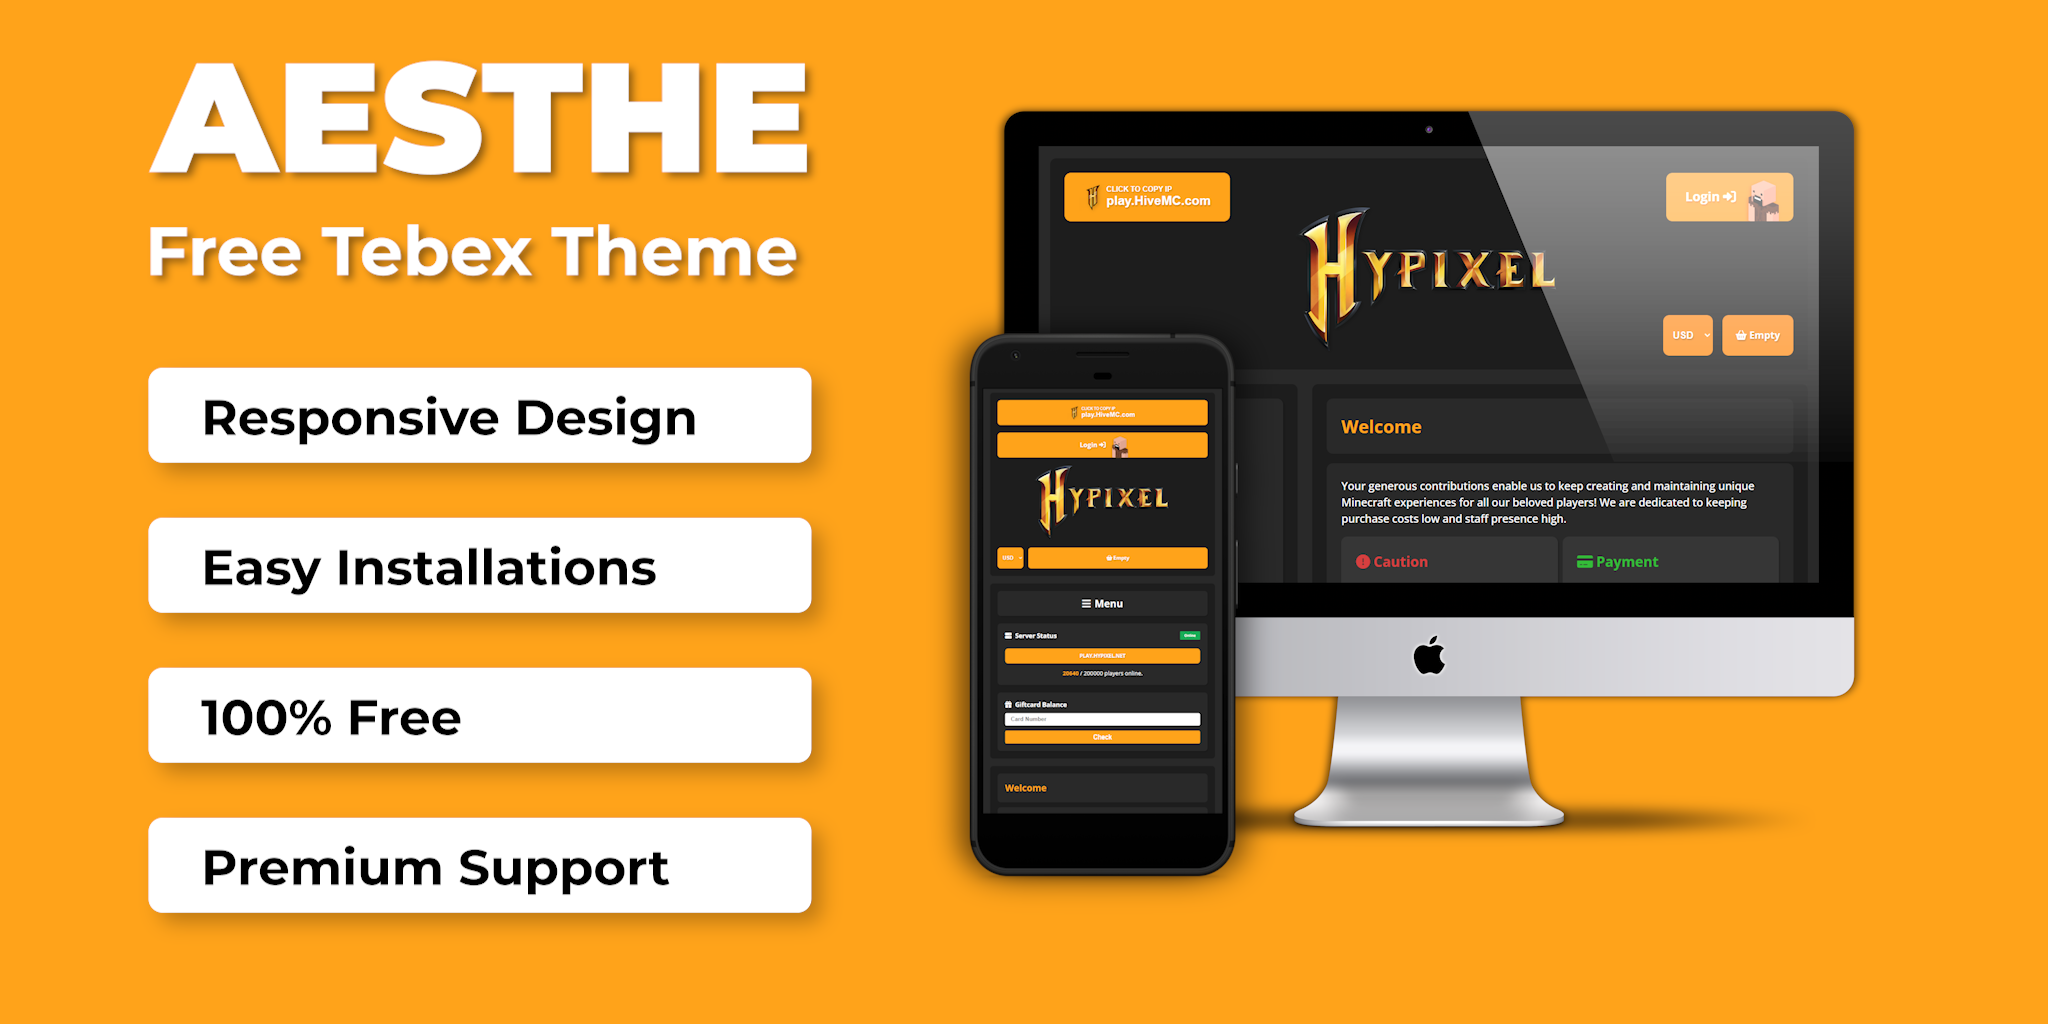 AESTHE
Free Tebex Theme
Responsive Design
Easy Installations
100% Free
Premium Support
CLICK TO COPY IP
play.HiveMC.com
Login
HYPIXEL
USD
Empty
Welcome
Your generous contributions enable us to keep creating and maintaining unique
Minecraft experiences for all our beloved players! We are dedicated to keeping
purchase costs low and staff presence high.
Caution
Payment
CLICK TO COPY IP
play.HiveMC.com
Login
HYPIXEL
USD
Empty
Menu
Server Status
Online
PLAY.HYPIXEL.NET
20640 / 200000 players online.
Giftcard Balance
Card Number
Check
Welcome